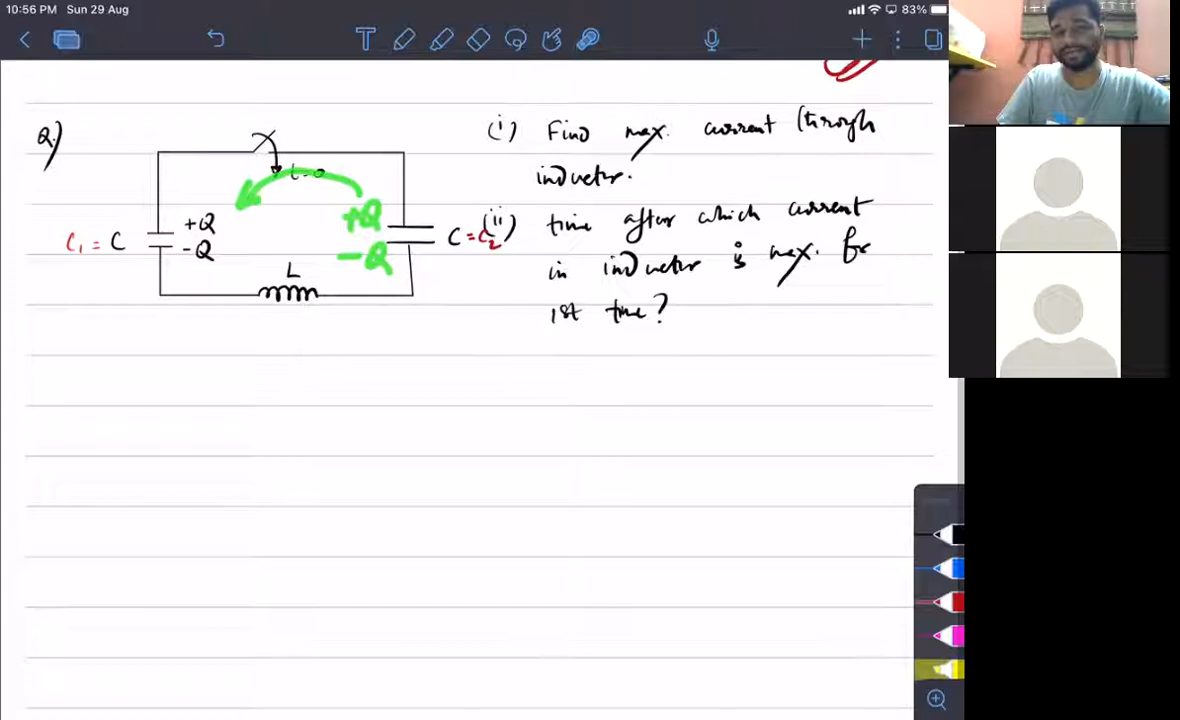 10:56 PM Sun 29 Aug
83%
T
Q.)
t=0
+Q
-Q
C₁ = C
+Q
-Q
C = C₂
L
(i) Find max. current through
inductor.
(ii) time after which current
in inductor is max. for
1st time?